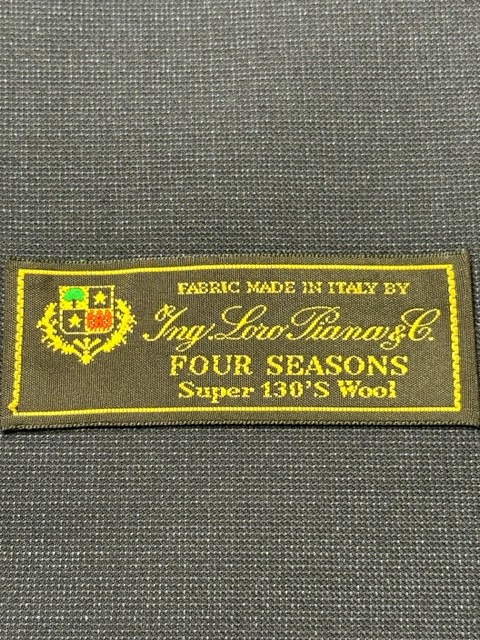 FABRIC MADE IN ITALY BY
Ing Loro Piana & C.
FOUR SEASONS
Super 130'S Wool